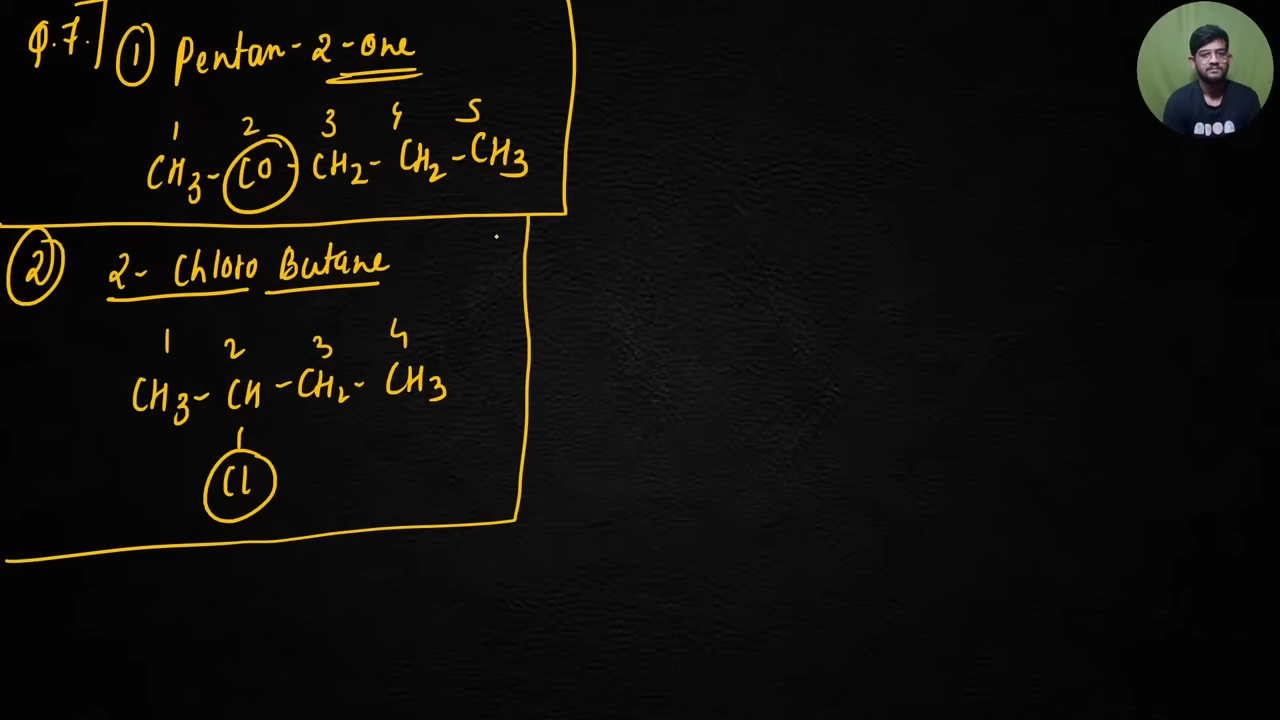 Q.7.] ① Pentan-2-one
1 2 3 4 5
CH3-CO-CH2-CH2-CH3
② 2-Chloro Butane
1 2 3 4
CH3-CH-CH2-CH3
Cl